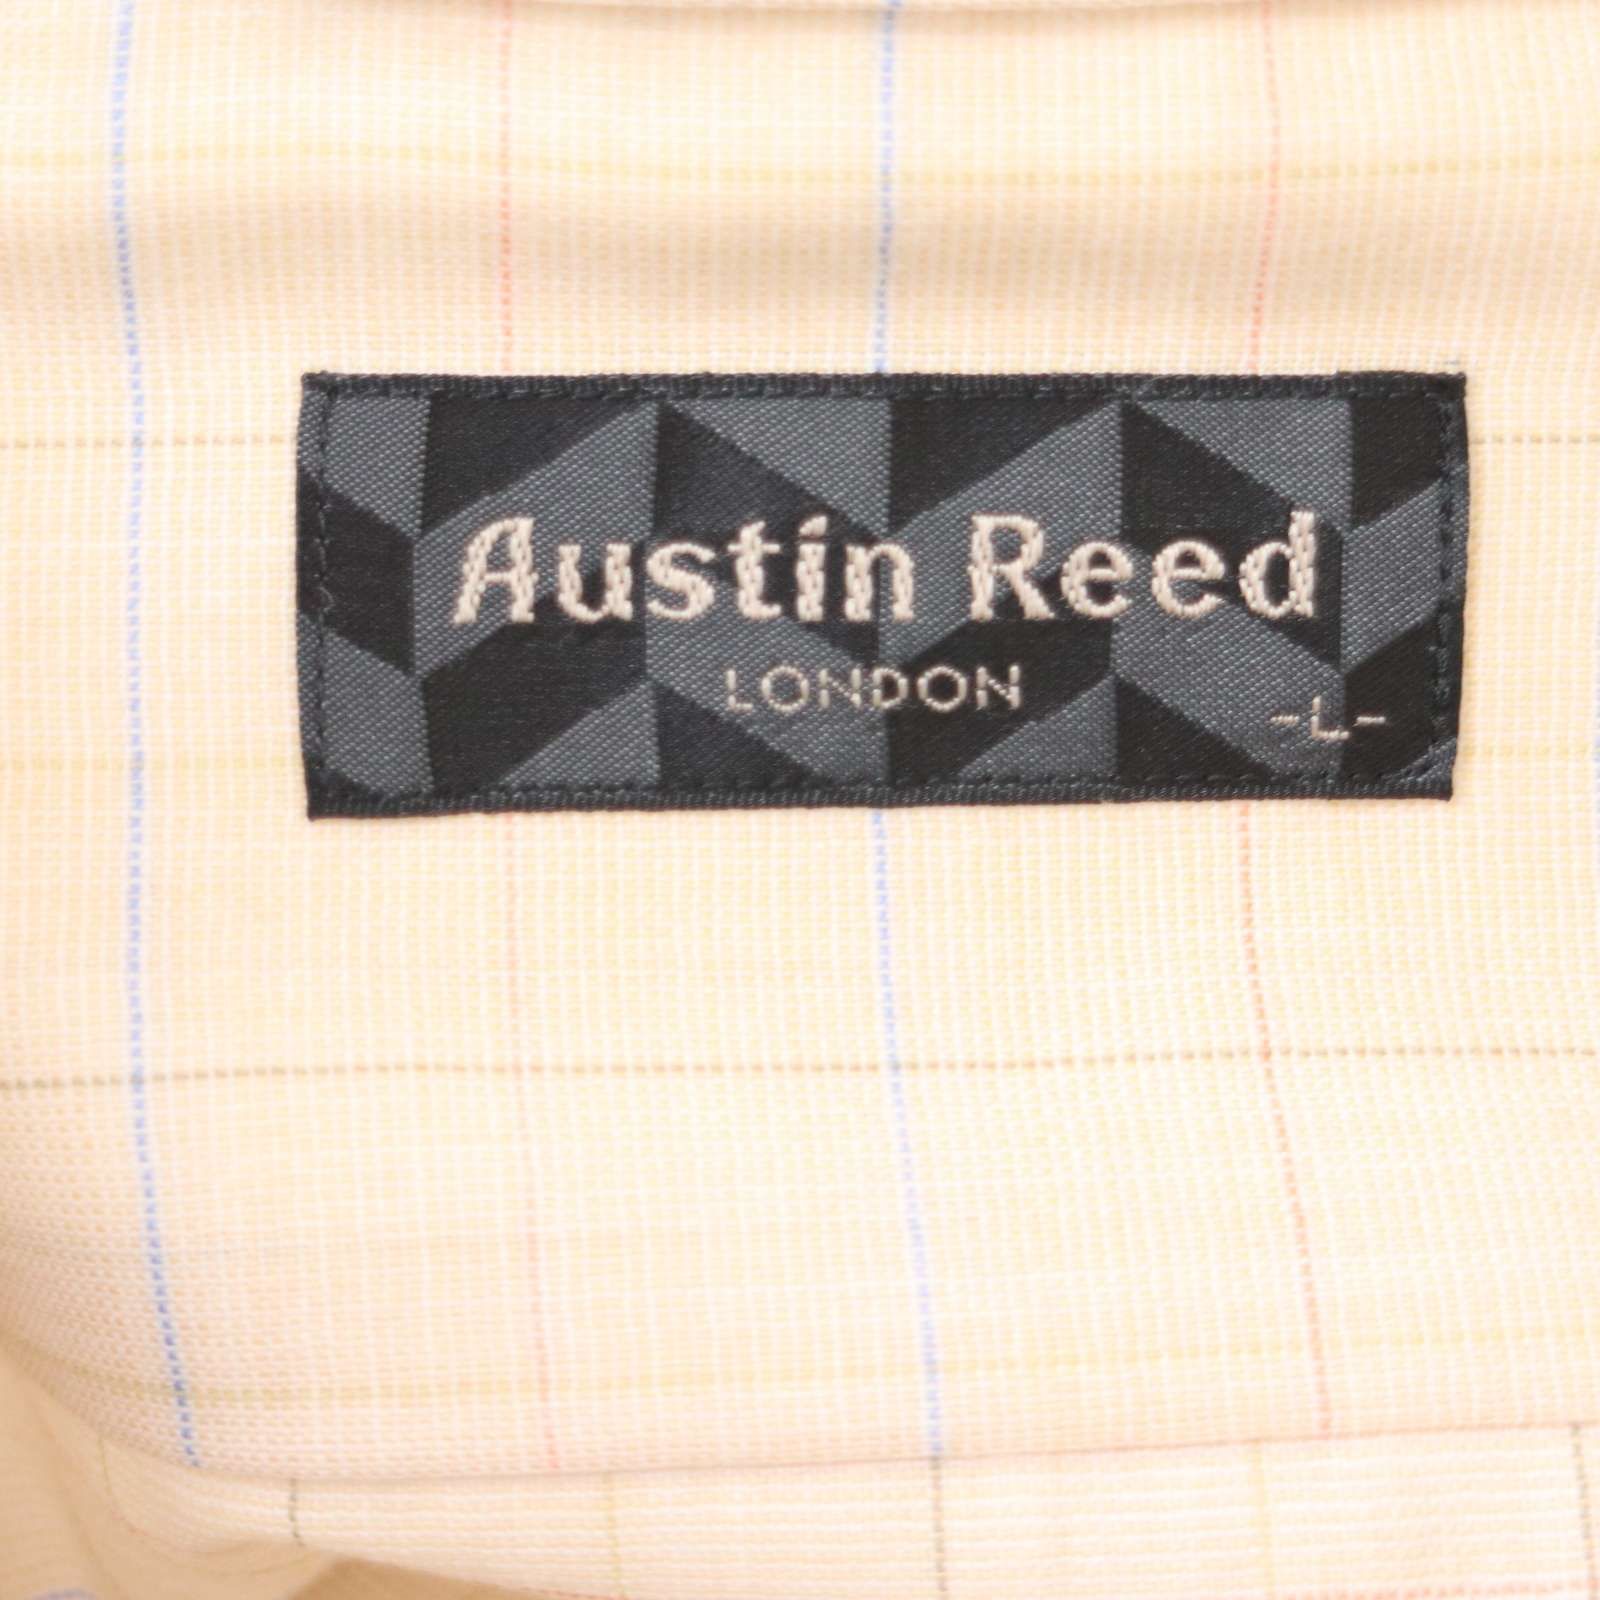 Austin Reed
LONDON
-L-